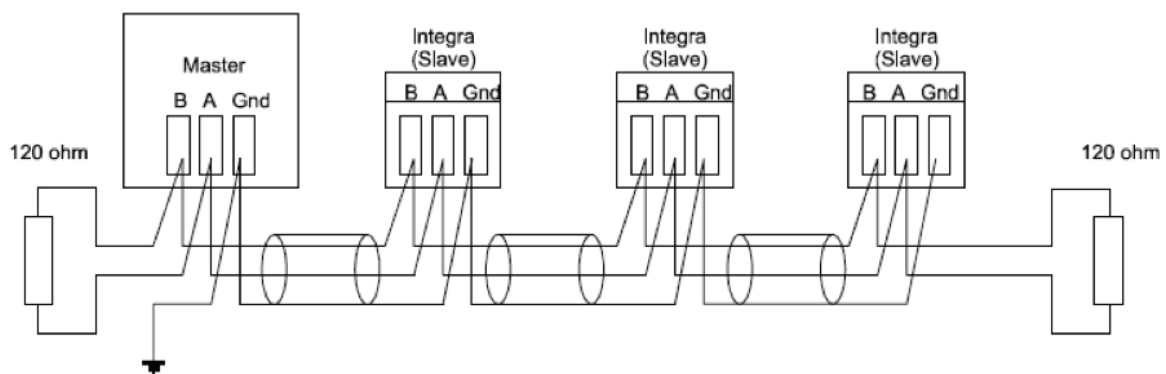 Master
B A Gnd
Integra
(Slave)
B A Gnd
Integra
(Slave)
B A Gnd
Integra
(Slave)
B A Gnd
120 ohm
120 ohm